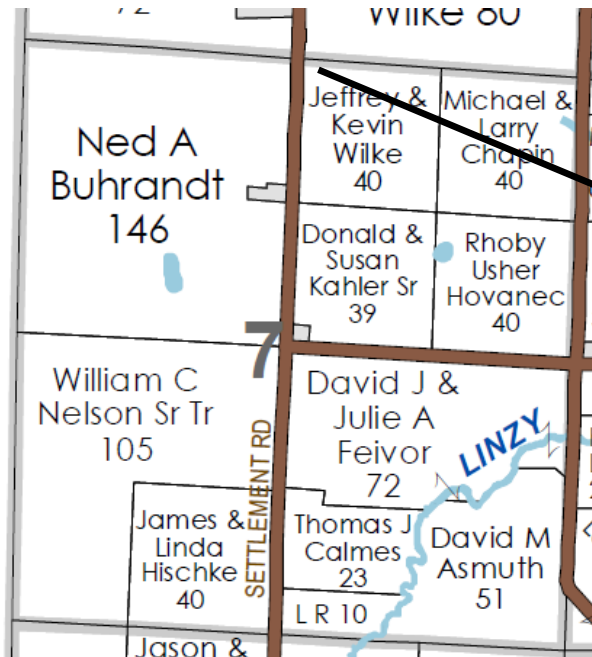 72
Wilke 80
Ned A
Buhrandt
146
Jeffrey &
Kevin
Wilke
40
Michael &
Larry
Chapin
40
Donald &
Susan
Kahler Sr
39
Rhoby
Usher
Hovanec
40
7
William C
Nelson Sr Tr
105
David J &
Julie A
Feivor
72
LINZY
SETTLEMENT RD
James &
Linda
Hischke
40
Thomas J
Calmes
23
David M
Asmuth
51
L R 10
Jason &